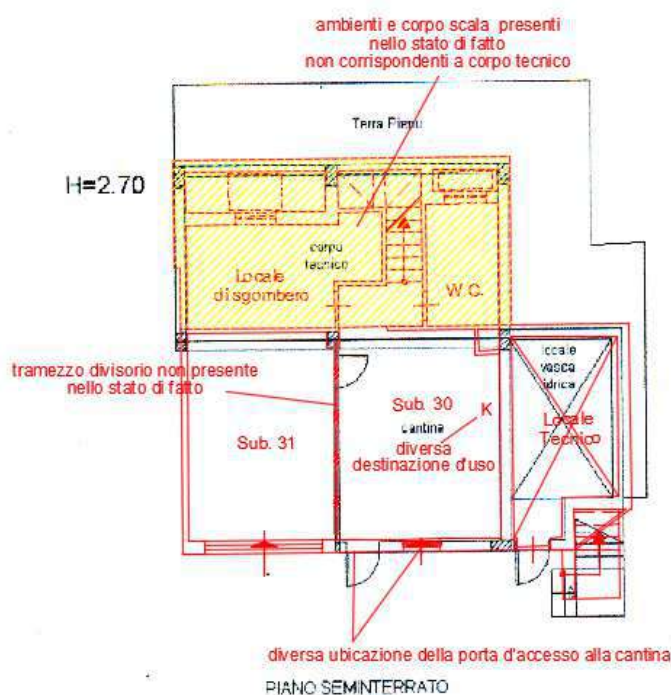 ambienti e corpo scala presenti
nello stato di fatto
non corrispondenti a corpo tecnico
Terra Pieno
H=2.70
corpo
tecnico
Locale
di sgombero
W.C.
locale
vasca
idrica
tramezzo divisorio non presente
nello stato di fatto
Sub. 30
K
Locale
Tecnico
Sub. 31
cantina
diversa
destinazione d'uso
diversa ubicazione della porta d'accesso alla cantina
PIANO SEMINTERRATO